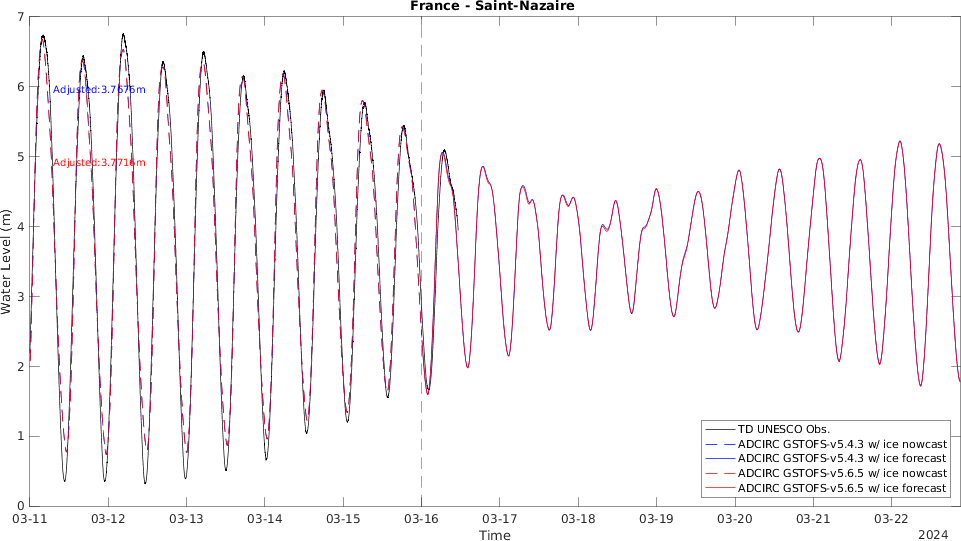 France - Saint-Nazaire
7
6
5
4
3
2
1
0
Water Level (m)
Adjusted:3.7676m
Adjusted:3.7716m
TD UNESCO Obs.
ADCIRC GSTOFS-v5.4.3 w/ ice nowcast
ADCIRC GSTOFS-v5.4.3 w/ ice forecast
ADCIRC GSTOFS-v5.6.5 w/ ice nowcast
ADCIRC GSTOFS-v5.6.5 w/ ice forecast
03-11 03-12 03-13 03-14 03-15 03-16 03-17 03-18 03-19 03-20 03-21 03-22
Time
2024